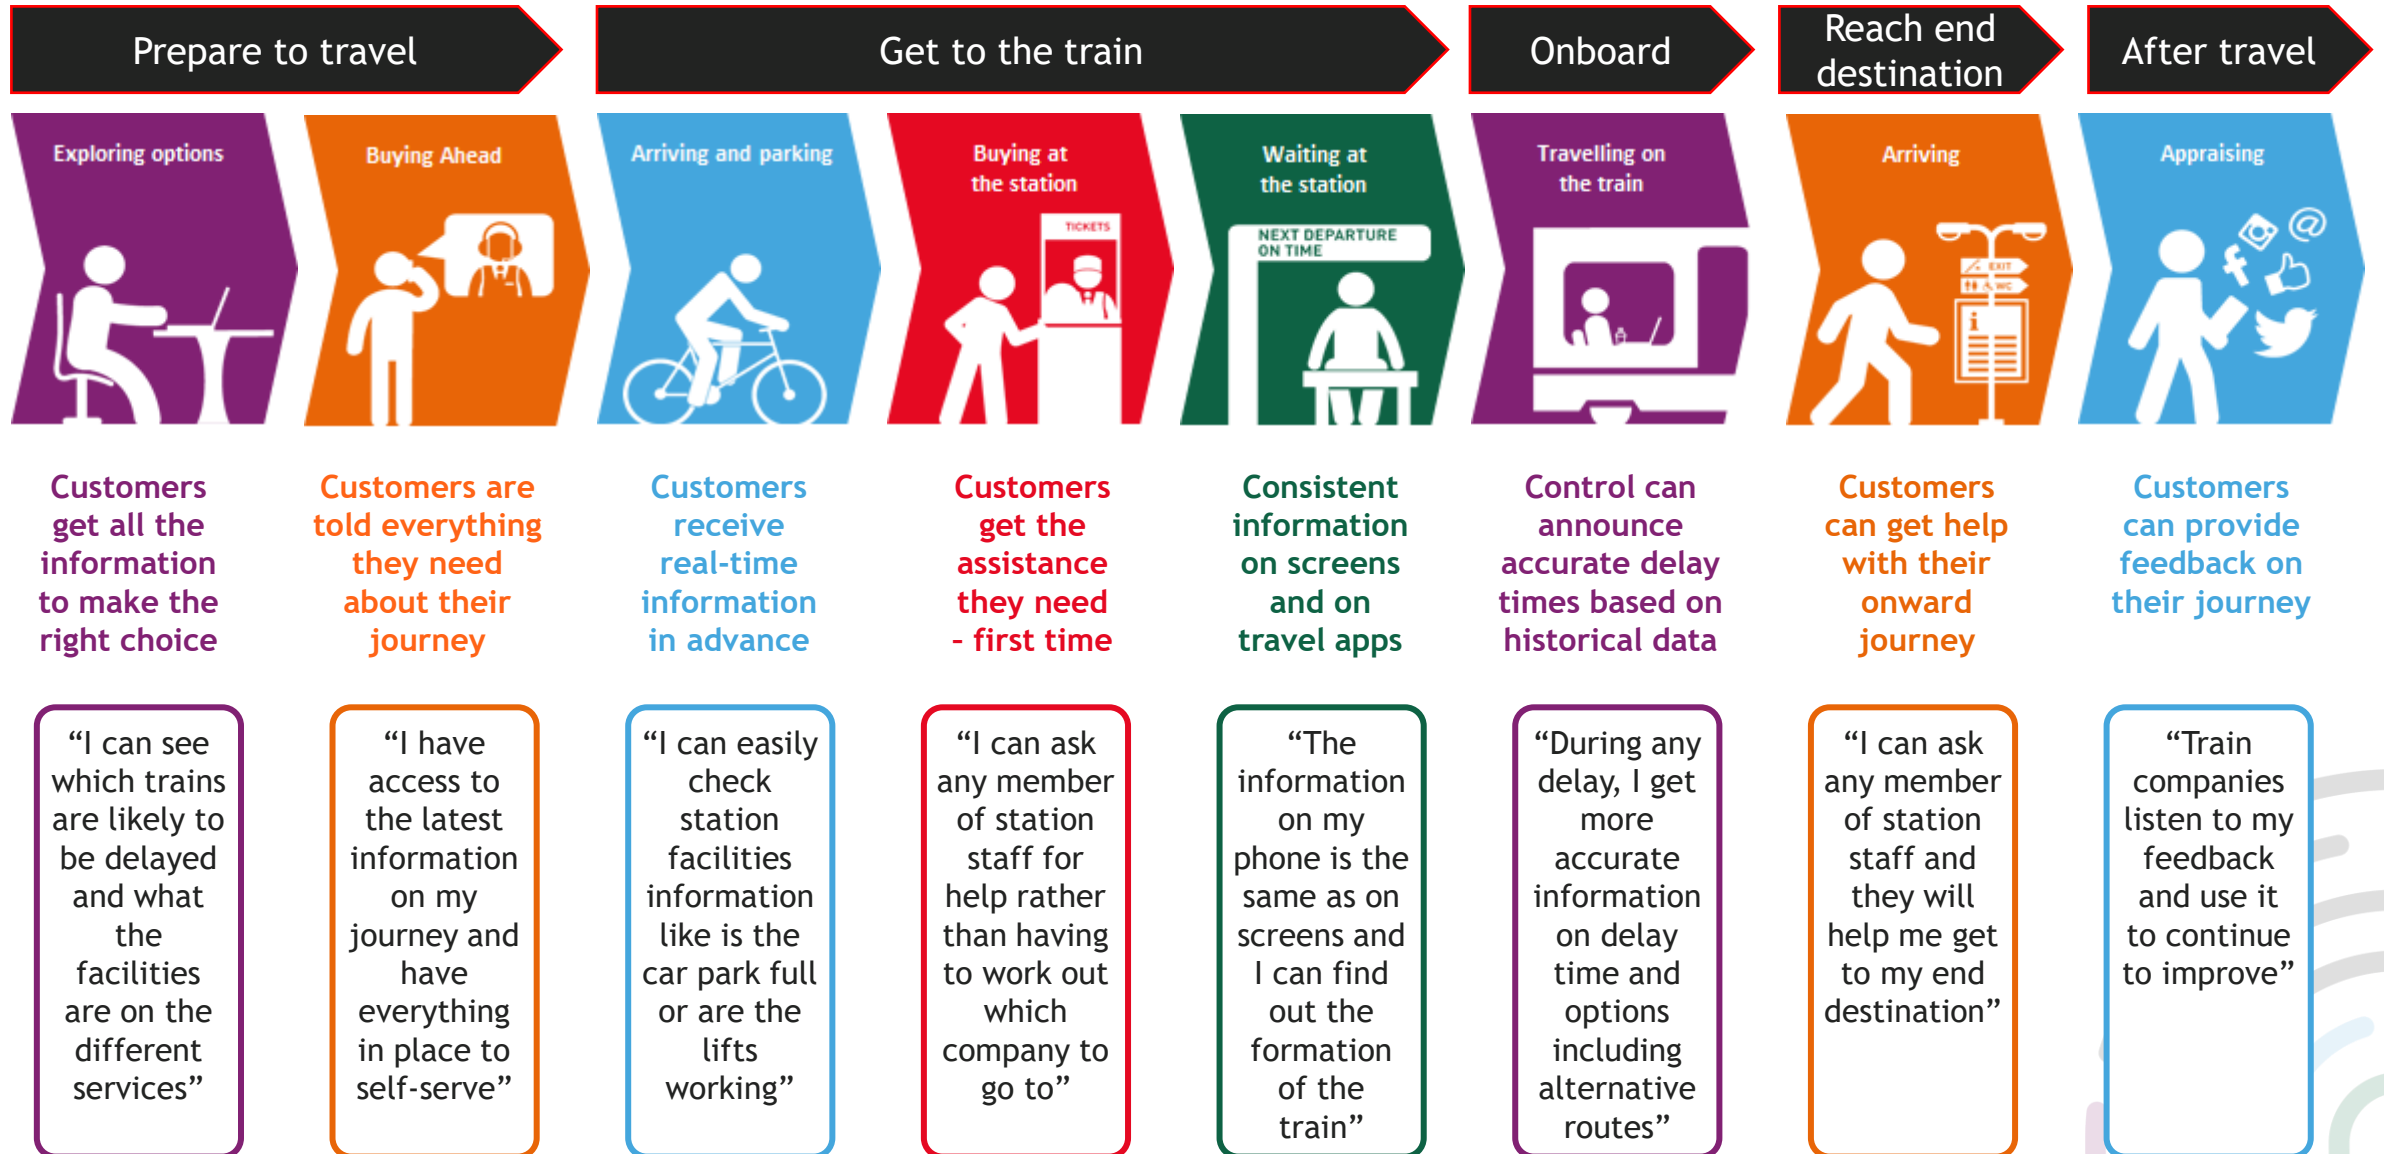 Prepare to travel
Get to the train
Onboard
Reach end
destination
After travel
Exploring options
Buying Ahead
Arriving and parking
Buying at
the station
TICKETS
Waiting at
the station
NEXT DEPARTURE
ON TIME
Travelling on
the train
Arriving
EXIT
WC
i
Appraising
@
f
Customers
get all the
information
to make the
right choice
Customers are
told everything
they need
about their
journey
Customers
receive
real-time
information
in advance
Customers
get the
assistance
they need
– first time
Consistent
information
on screens
and on
travel apps
Control can
announce
accurate delay
times based on
historical data
Customers
can get help
with their
onward
journey
Customers
can provide
feedback on
their journey
“I can see
which trains
are likely to
be delayed
and what
the
facilities
are on the
different
services”
“I have
access to
the latest
information
on my
journey and
have
everything
in place to
self-serve”
“I can easily
check
station
facilities
information
like is the
car park full
or are the
lifts
working”
“I can ask
any member
of station
staff for
help rather
than having
to work out
which
company to
go to”
“The
information
on my
phone is the
same as on
screens and
I can find
out the
formation
of the
train”
“During any
delay, I get
more
accurate
information
on delay
time and
options
including
alternative
routes”
“I can ask
any member
of station
staff and
they will
help me get
to my end
destination”
“Train
companies
listen to my
feedback
and use it
to continue
to improve”